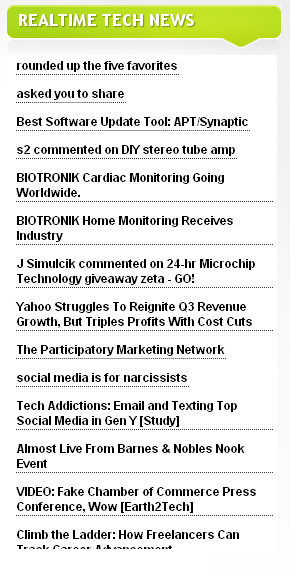 REALTIME TECH NEWS
rounded up the five favorites
asked you to share
Best Software Update Tool: APT/Synaptic
s2 commented on DIY stereo tube amp
BIOTRONIK Cardiac Monitoring Going
Worldwide.
BIOTRONIK Home Monitoring Receives
Industry
J Simulcik commented on 24-hr Microchip
Technology giveaway zeta - GO!
Yahoo Struggles To Reignite Q3 Revenue
Growth, But Triples Profits With Cost Cuts
The Participatory Marketing Network
social media is for narcissists
Tech Addictions: Email and Texting Top
Social Media in Gen Y [Study]
Almost Live From Barnes & Nobles Nook
Event
VIDEO: Fake Chamber of Commerce Press
Conference, Wow [Earth2Tech]
Climb the Ladder: How Freelancers Can
Track Career Advancement